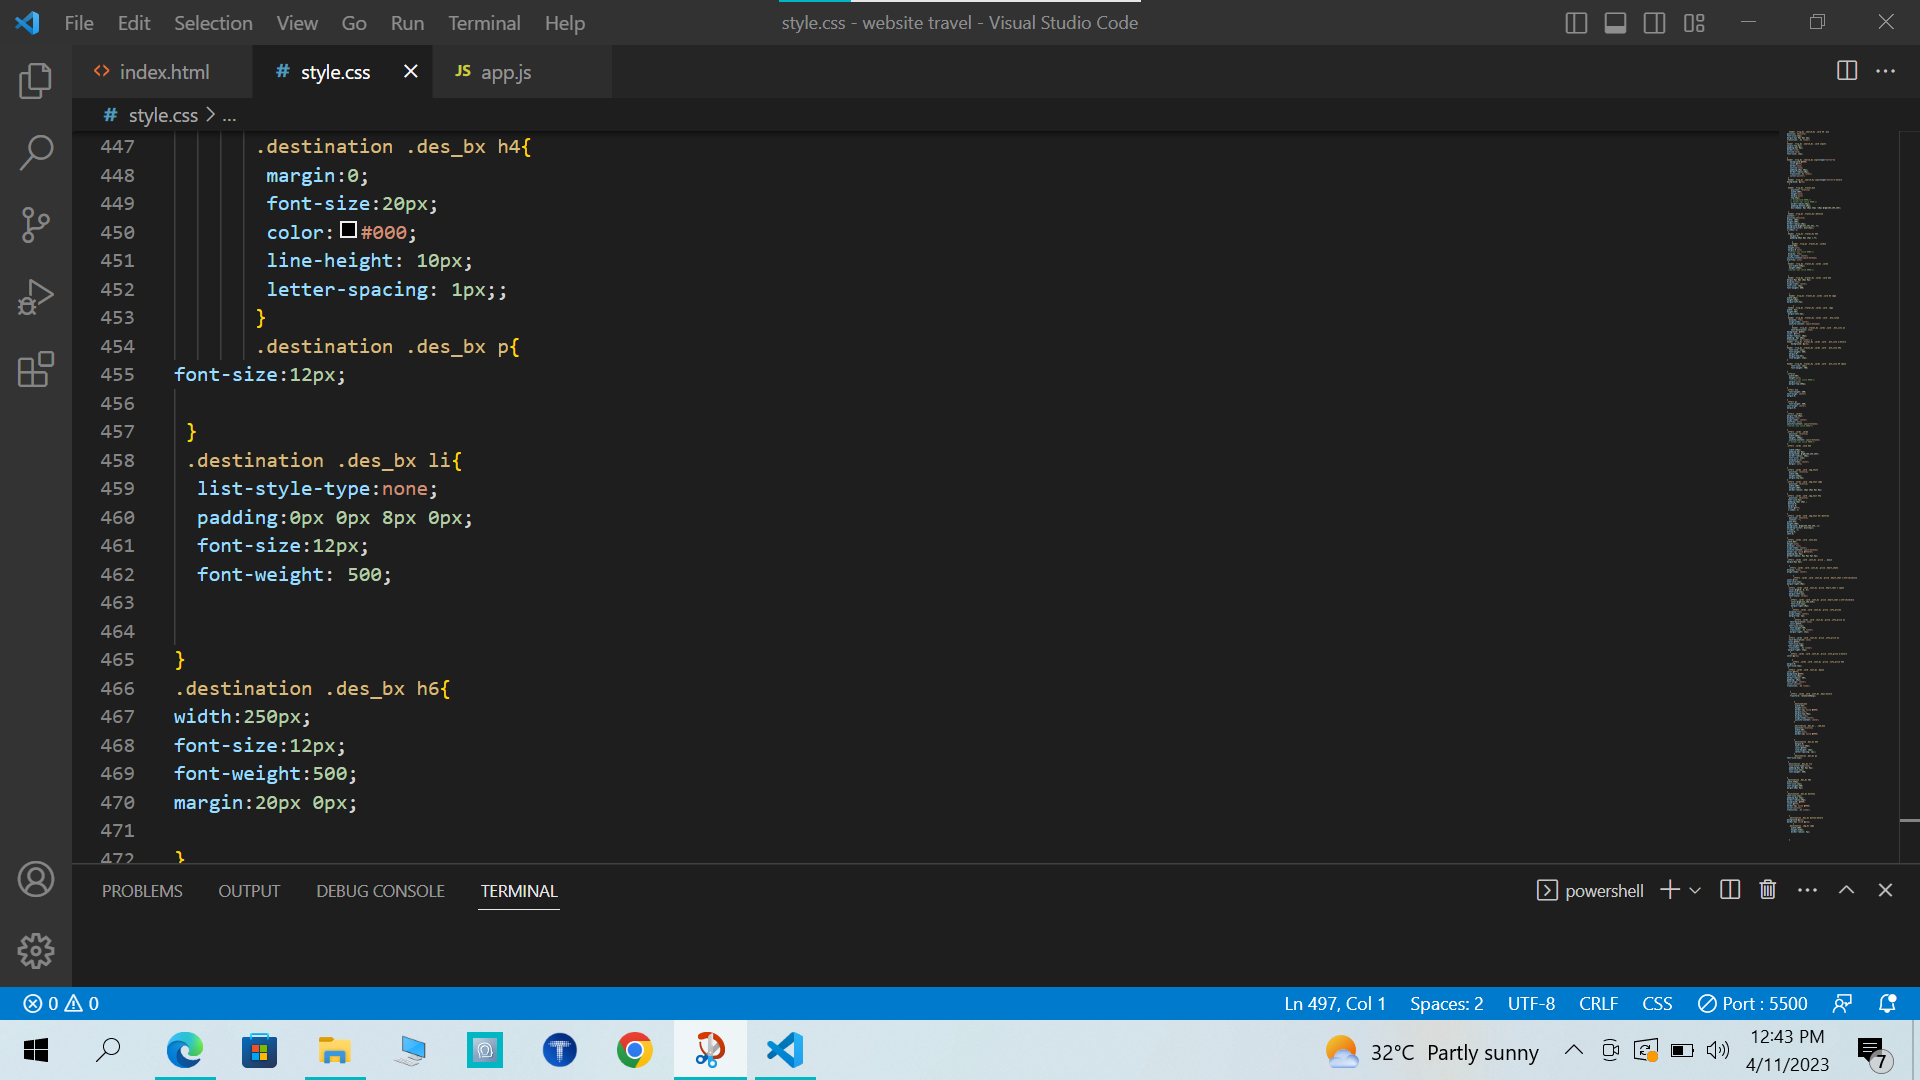 File Edit Selection View Go Run Terminal Help style.css - website travel - Visual Studio Code
<> index.html # style.css JS app.js
# style.css > ...
447 .destination .des_bx h4{
448 margin:0;
449 font-size:20px;
450 color: #000;
451 line-height: 10px;
452 letter-spacing: 1px;;
453 }
454 .destination .des_bx p{
455 font-size:12px;
456
457 }
458 .destination .des_bx li{
459 list-style-type:none;
460 padding:0px 0px 8px 0px;
461 font-size:12px;
462 font-weight: 500;
463
464
465 }
466 .destination .des_bx h6{
467 width:250px;
468 font-size:12px;
469 font-weight:500;
470 margin:20px 0px;
471
472 }
PROBLEMS OUTPUT DEBUG CONSOLE TERMINAL powershell
0 0 Ln 497, Col 1 Spaces: 2 UTF-8 CRLF CSS Port : 5500
T 32°C Partly sunny 12:43 PM
4/11/2023 7